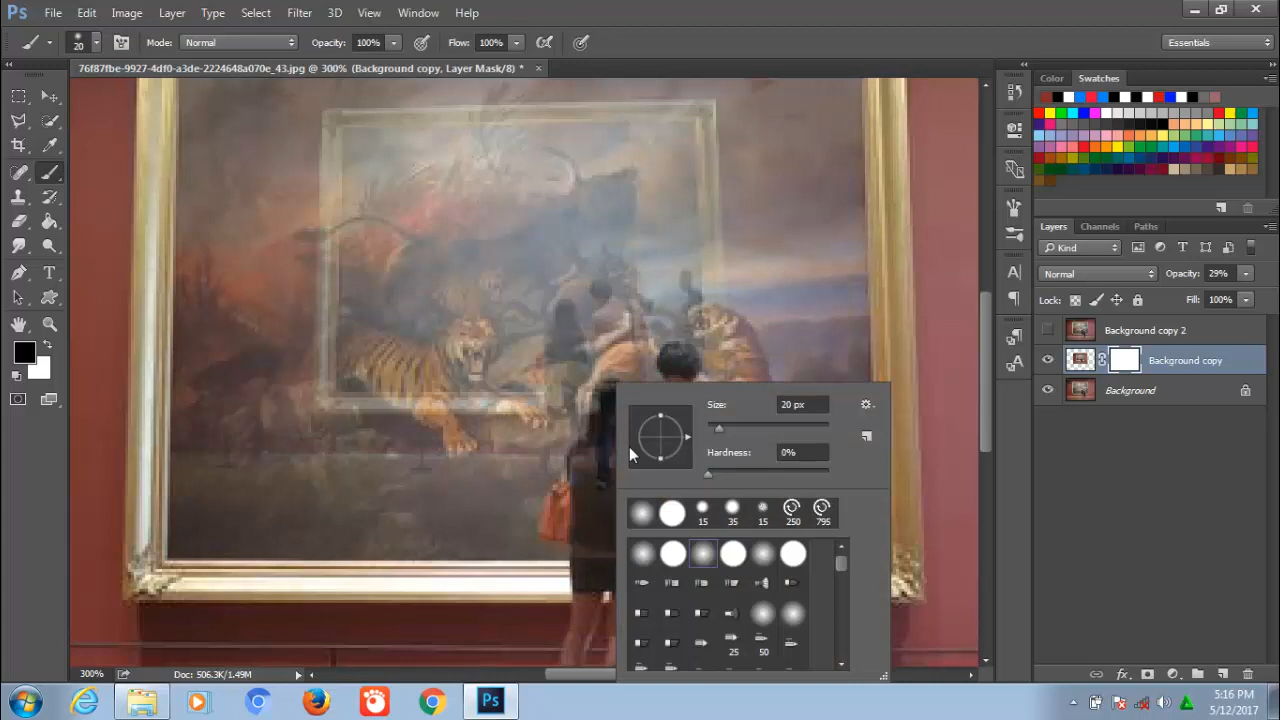 Ps File Edit Image Layer Type Select Filter 3D View Window Help
20 Mode: Normal Opacity: 100% Flow: 100% Essentials
76f87fbe-9927-4df0-a3de-2224648a070e_43.jpg @ 300% (Background copy, Layer Mask/8) *
Color Swatches
Layers Channels Paths
Kind
Normal Opacity: 29%
Lock: Fill: 100%
Background copy 2
Background copy
Background
Size: 20 px
Hardness: 0%
15 35 15 250 795
25 50
300% Doc: 506.3K/1.49M
Ps
5:16 PM
5/12/2017